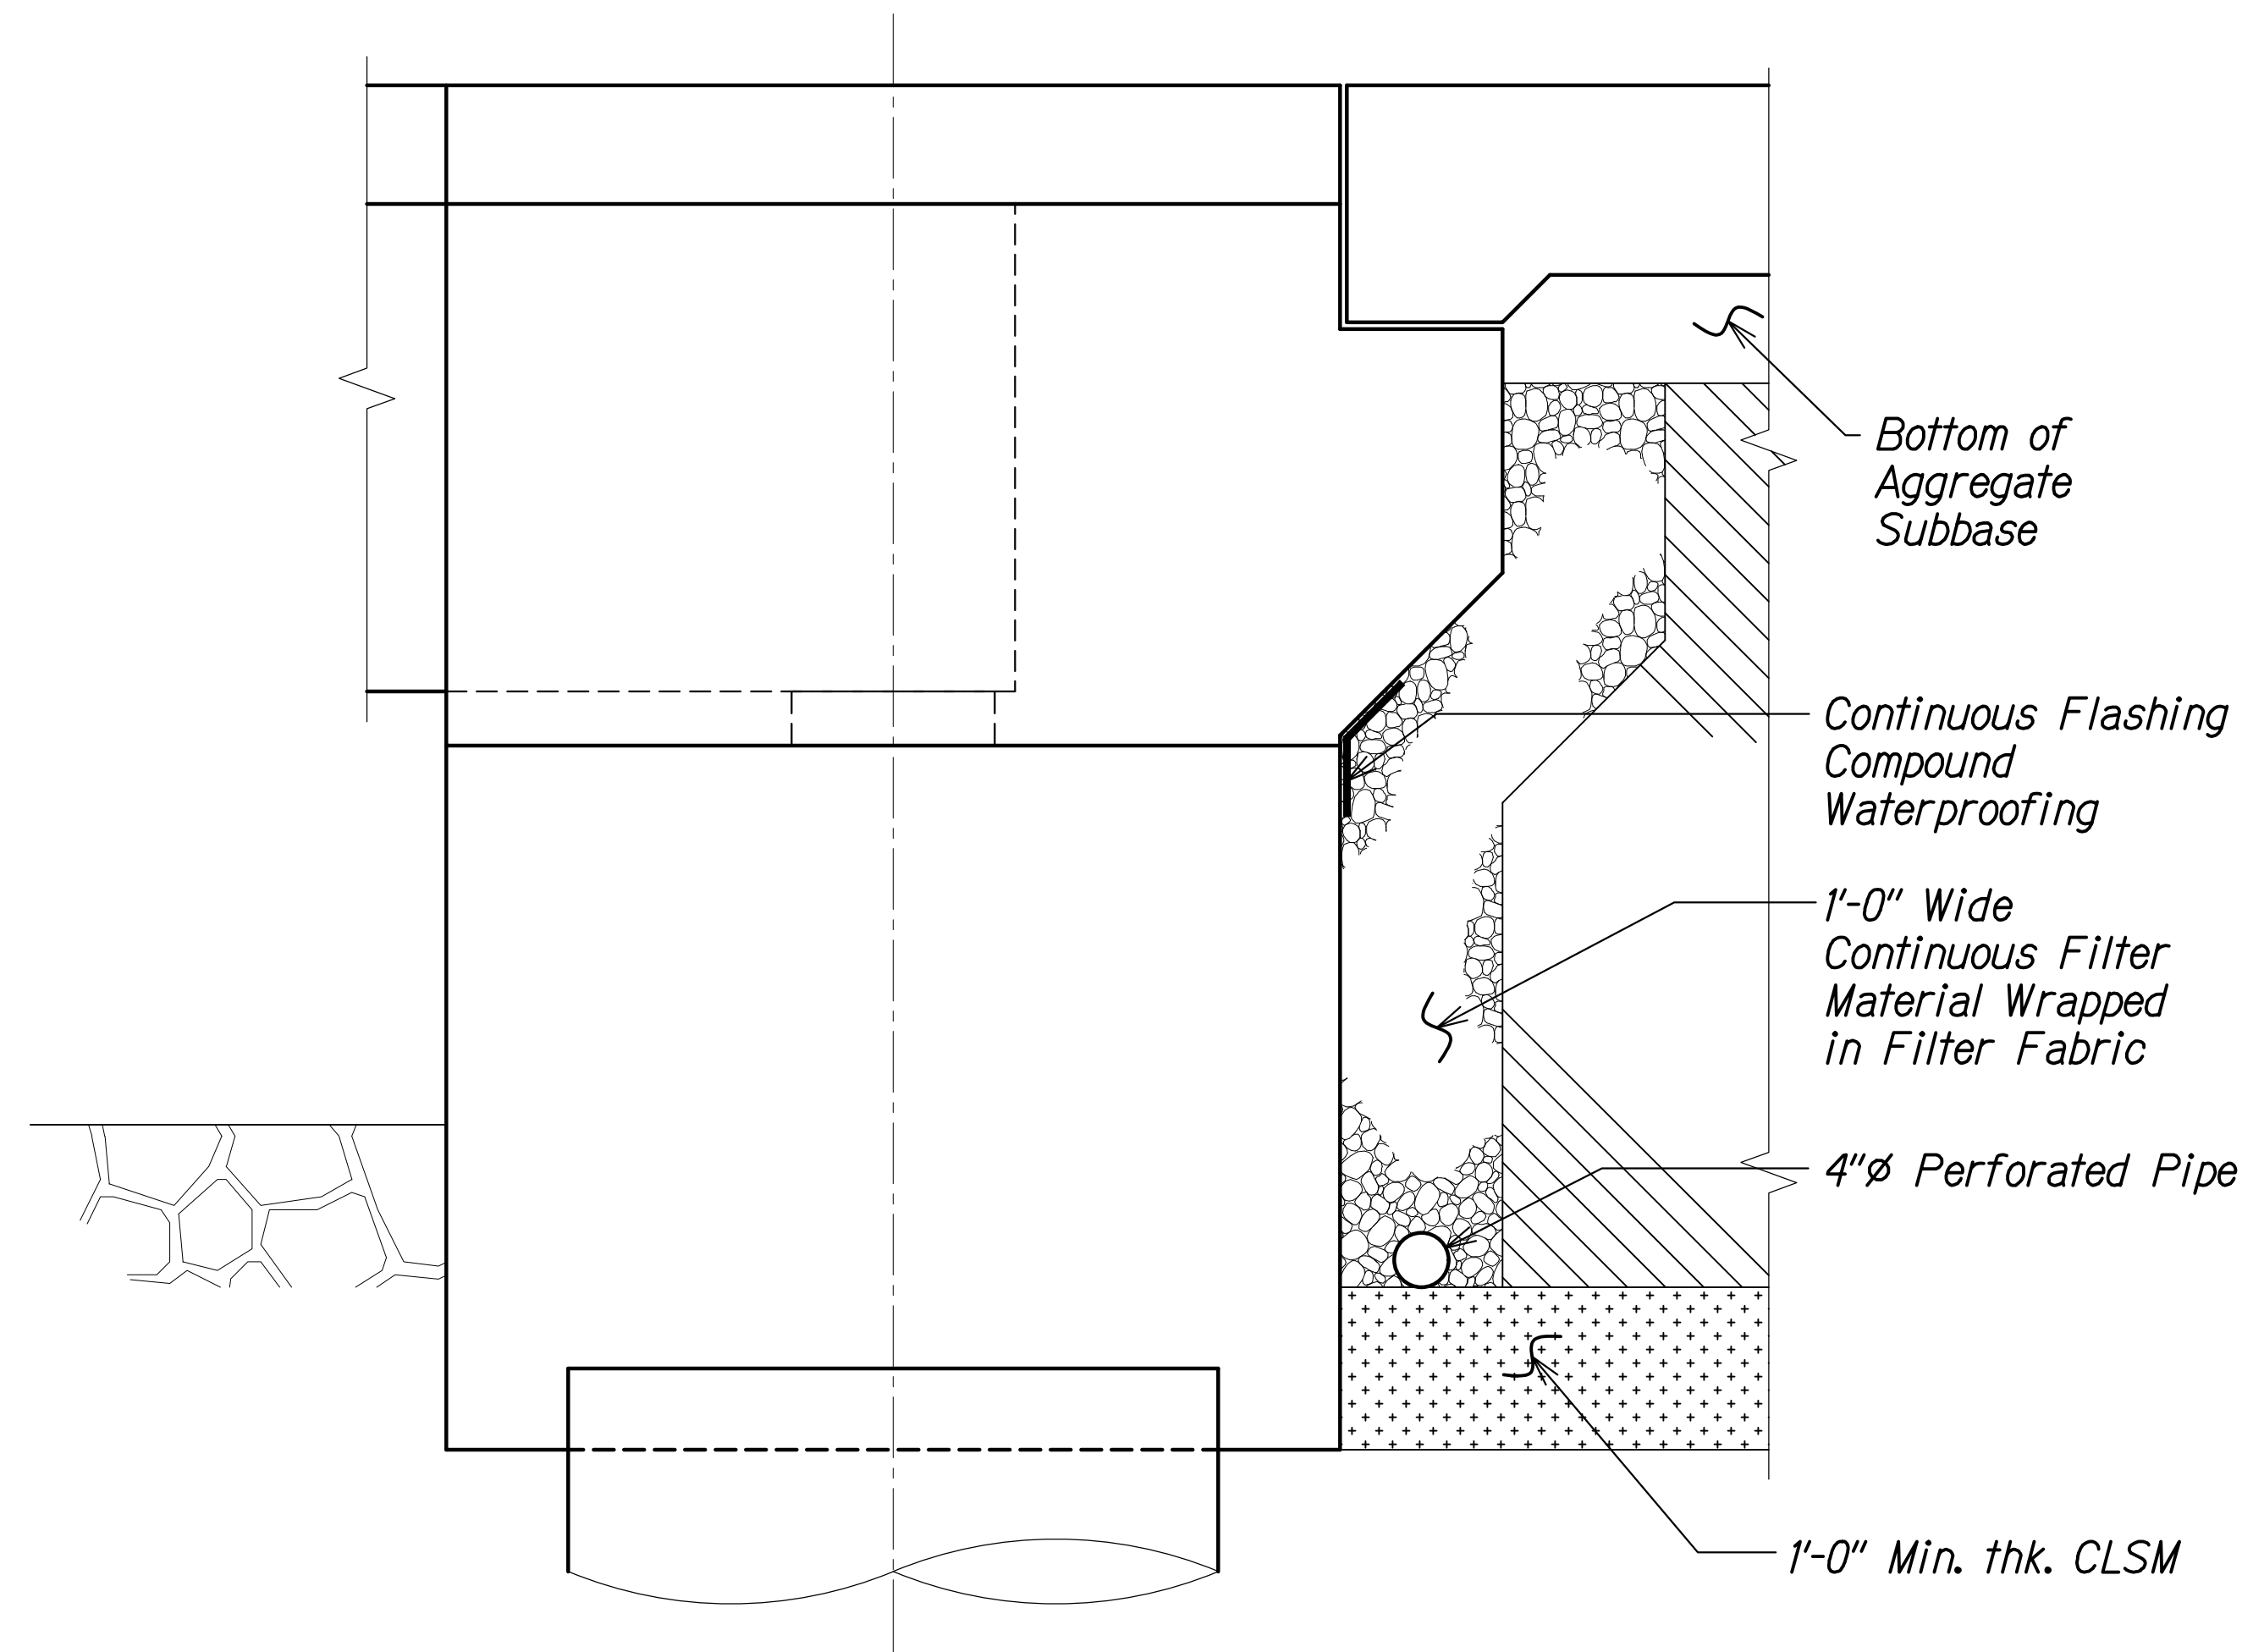 Bottom of
Aggregate
Subbase
Continuous Flashing
Compound
Waterproofing
1'-0" Wide
Continuous Filter
Material Wrapped
in Filter Fabric
4"Ø Perforated Pipe
1'-0" Min. thk. CLSM